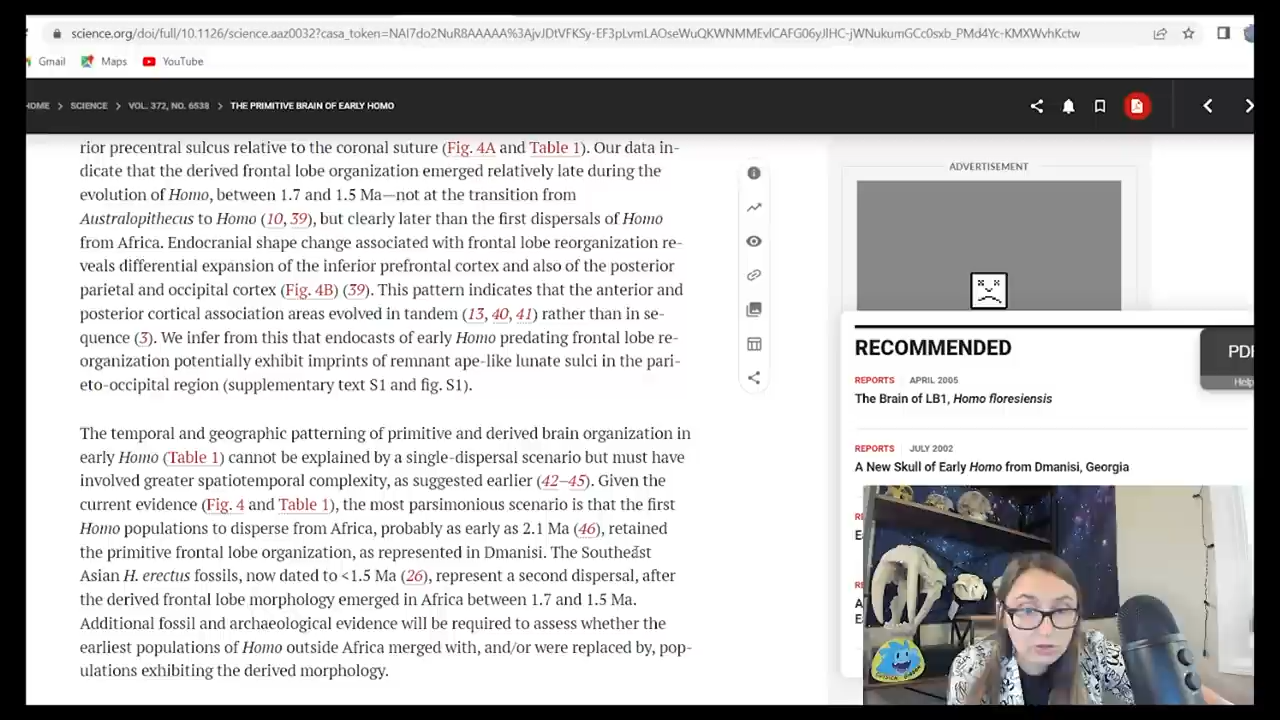 science.org/doi/full/10.1126/science.aaz0032?casa_token=NAI7do2NuR8AAAAA%3AjvJDtVFKSy-EF3pLvmLAOseWuQKWNMMEvlCAFG06yJlHC-jWNukumGCc0sxb_PMd4Yc-KMXWvhKctw
Gmail Maps YouTube
HOME > SCIENCE > VOL. 372, NO. 6538 > THE PRIMITIVE BRAIN OF EARLY HOMO
rior precentral sulcus relative to the coronal suture (Fig. 4A and Table 1). Our data in-
dicate that the derived frontal lobe organization emerged relatively late during the
evolution of Homo, between 1.7 and 1.5 Ma—not at the transition from
Australopithecus to Homo (10, 39), but clearly later than the first dispersals of Homo
from Africa. Endocranial shape change associated with frontal lobe reorganization re-
veals differential expansion of the inferior prefrontal cortex and also of the posterior
parietal and occipital cortex (Fig. 4B) (39). This pattern indicates that the anterior and
posterior cortical association areas evolved in tandem (13, 40, 41) rather than in se-
quence (3). We infer from this that endocasts of early Homo predating frontal lobe re-
organization potentially exhibit imprints of remnant ape-like lunate sulci in the pari-
eto-occipital region (supplementary text S1 and fig. S1).
The temporal and geographic patterning of primitive and derived brain organization in
early Homo (Table 1) cannot be explained by a single-dispersal scenario but must have
involved greater spatiotemporal complexity, as suggested earlier (42–45). Given the
current evidence (Fig. 4 and Table 1), the most parsimonious scenario is that the first
Homo populations to disperse from Africa, probably as early as 2.1 Ma (46), retained
the primitive frontal lobe organization, as represented in Dmanisi. The Southeast
Asian H. erectus fossils, now dated to <1.5 Ma (26), represent a second dispersal, after
the derived frontal lobe morphology emerged in Africa between 1.7 and 1.5 Ma.
Additional fossil and archaeological evidence will be required to assess whether the
earliest populations of Homo outside Africa merged with, and/or were replaced by, pop-
ulations exhibiting the derived morphology.
ADVERTISEMENT
RECOMMENDED
PDF
Help
REPORTS APRIL 2005
The Brain of LB1, Homo floresiensis
REPORTS JULY 2002
A New Skull of Early Homo from Dmanisi, Georgia